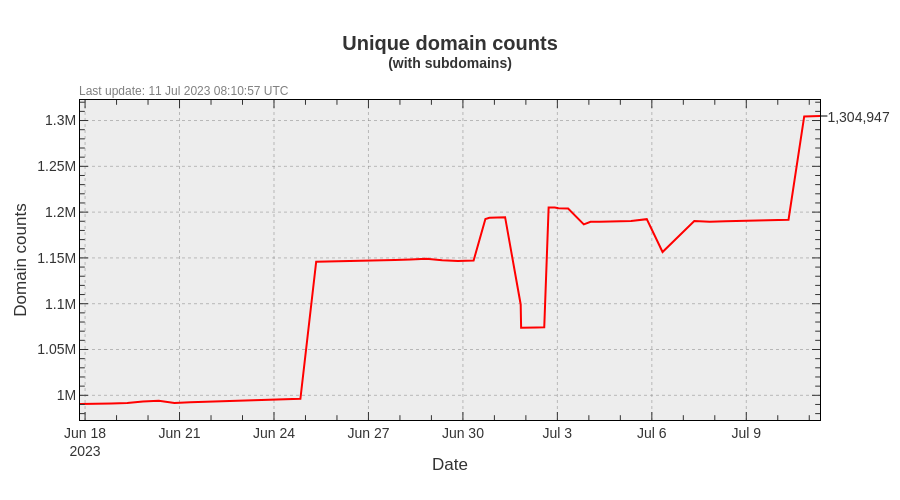 Unique domain counts
(with subdomains)
Last update: 11 Jul 2023 08:10:57 UTC
1.3M
1,304,947
1.25M
1.2M
1.15M
1.1M
1.05M
1M
Domain counts
Jun 18 Jun 21 Jun 24 Jun 27 Jun 30 Jul 3 Jul 6 Jul 9
2023
Date